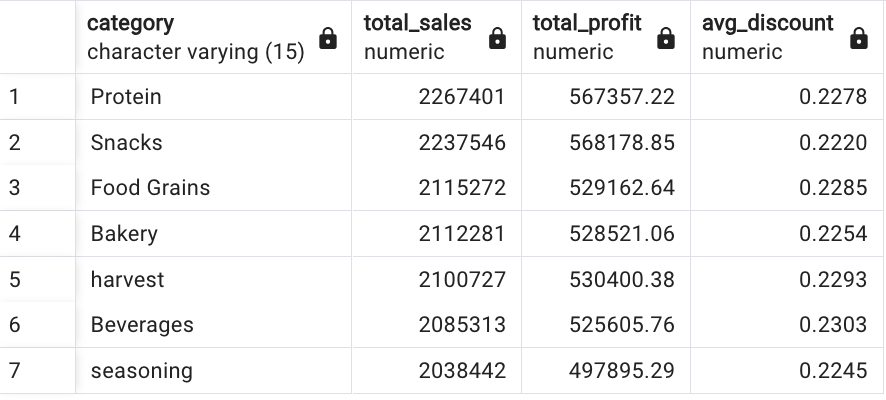 category total_sales total_profit avg_discount
character varying (15) numeric numeric numeric
1 Protein 2267401 567357.22 0.2278
2 Snacks 2237546 568178.85 0.2220
3 Food Grains 2115272 529162.64 0.2285
4 Bakery 2112281 528521.06 0.2254
5 harvest 2100727 530400.38 0.2293
6 Beverages 2085313 525605.76 0.2303
7 seasoning 2038442 497895.29 0.2245